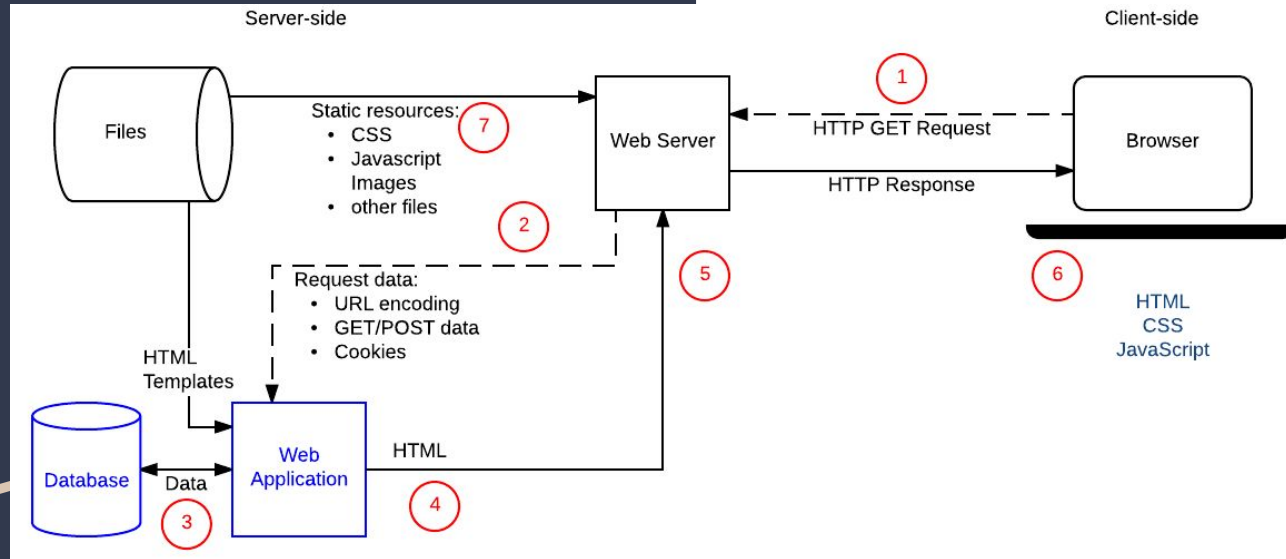 Server-side
Client-side
Files
Static resources:
• CSS
• Javascript
Images
• other files
7
Web Server
1
HTTP GET Request
HTTP Response
Browser
2
Request data:
• URL encoding
• GET/POST data
• Cookies
5
6
HTML
CSS
JavaScript
HTML
Templates
Database
Data
3
Web
Application
HTML
4